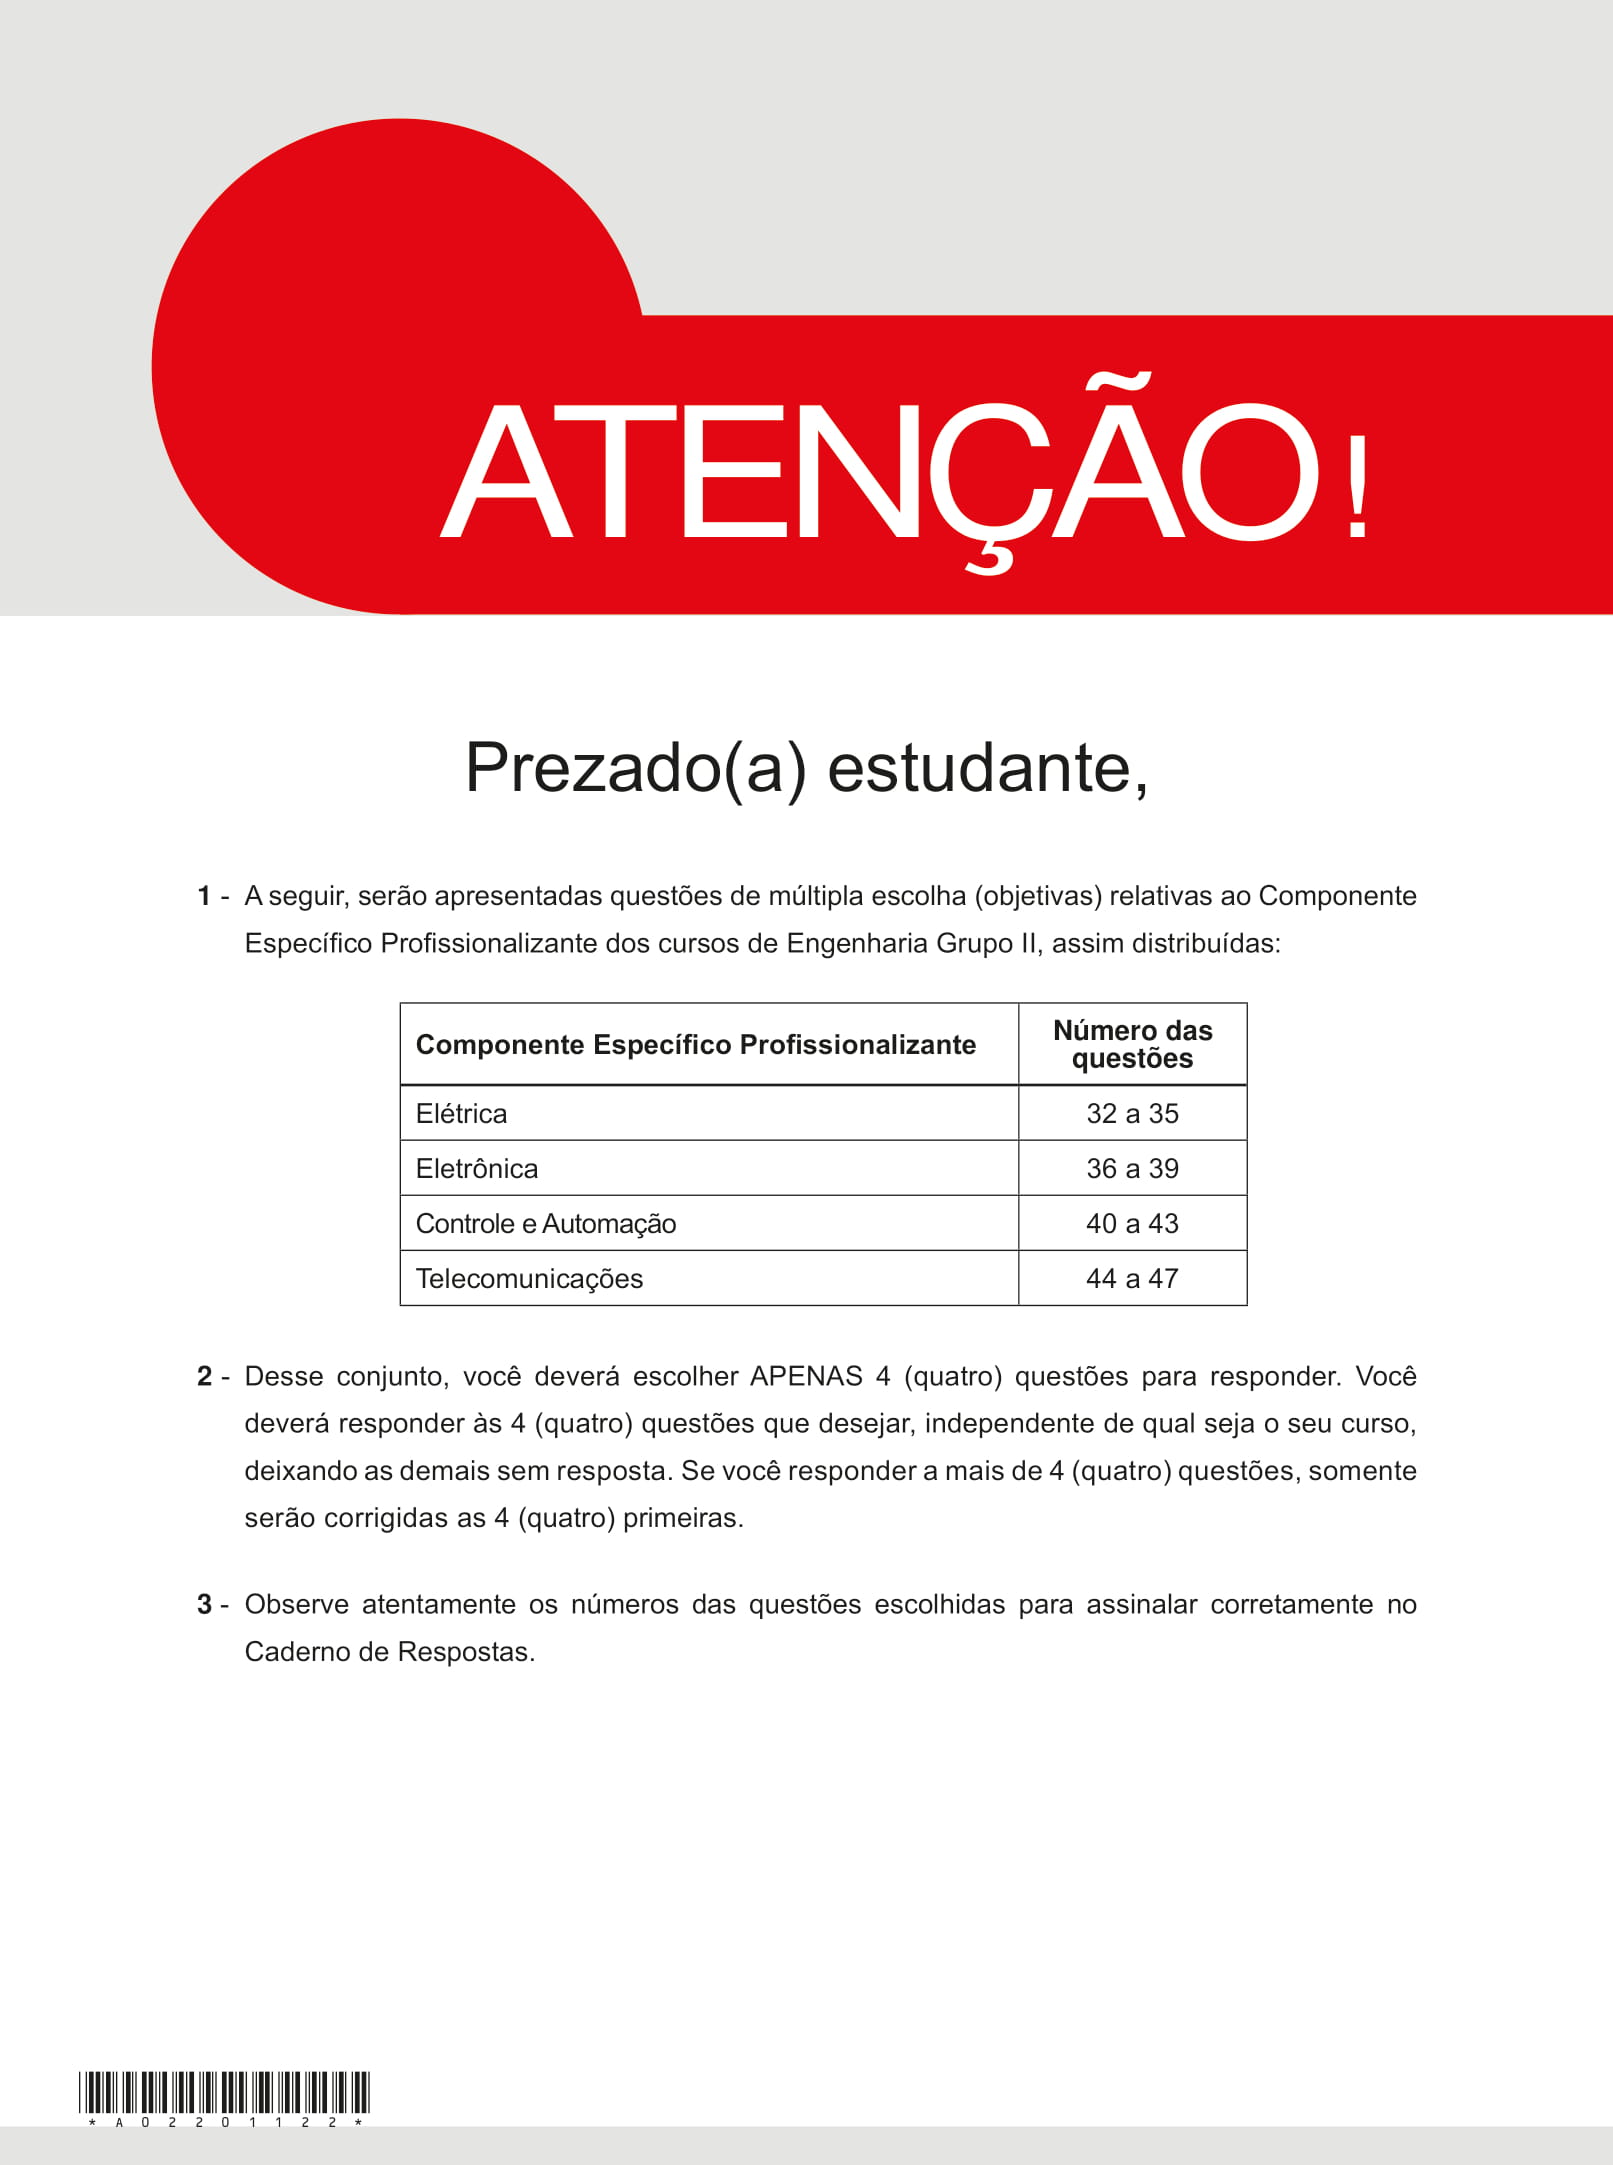 ATENÇÃO!
Prezado(a) estudante,
1 - A seguir, serão apresentadas questões de múltipla escolha (objetivas) relativas ao Componente
Específico Profissionalizante dos cursos de Engenharia Grupo II, assim distribuídas:
Componente Específico Profissionalizante
Número das
questões
Elétrica 32 a 35
Eletrônica 36 a 39
Controle e Automação 40 a 43
Telecomunicações 44 a 47
2 - Desse conjunto, você deverá escolher APENAS 4 (quatro) questões para responder. Você
deverá responder às 4 (quatro) questões que desejar, independente de qual seja o seu curso,
deixando as demais sem resposta. Se você responder a mais de 4 (quatro) questões, somente
serão corrigidas as 4 (quatro) primeiras.
3 - Observe atentamente os números das questões escolhidas para assinalar corretamente no
Caderno de Respostas.
* A 0 2 2 0 1 1 2 2 *